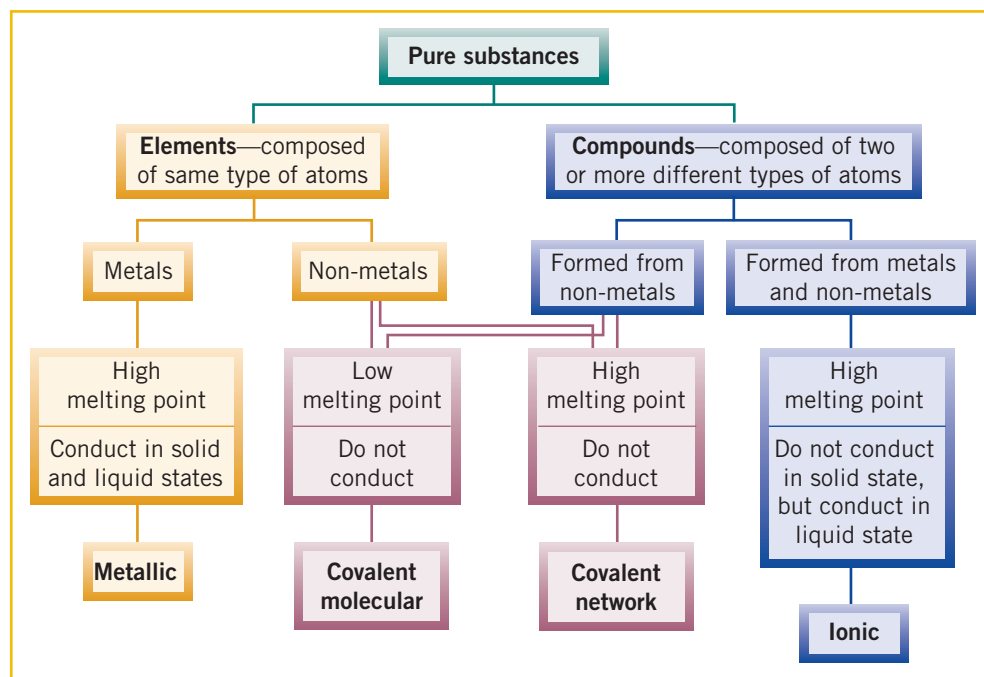 Pure substances
Elements—composed
of same type of atoms
Compounds—composed of two
or more different types of atoms
Metals
Non-metals
Formed from
non-metals
Formed from metals
and non-metals
High
melting point
Conduct in solid
and liquid states
Low
melting point
Do not
conduct
High
melting point
Do not
conduct
High
melting point
Do not conduct
in solid state,
but conduct in
liquid state
Metallic
Covalent
molecular
Covalent
network
Ionic